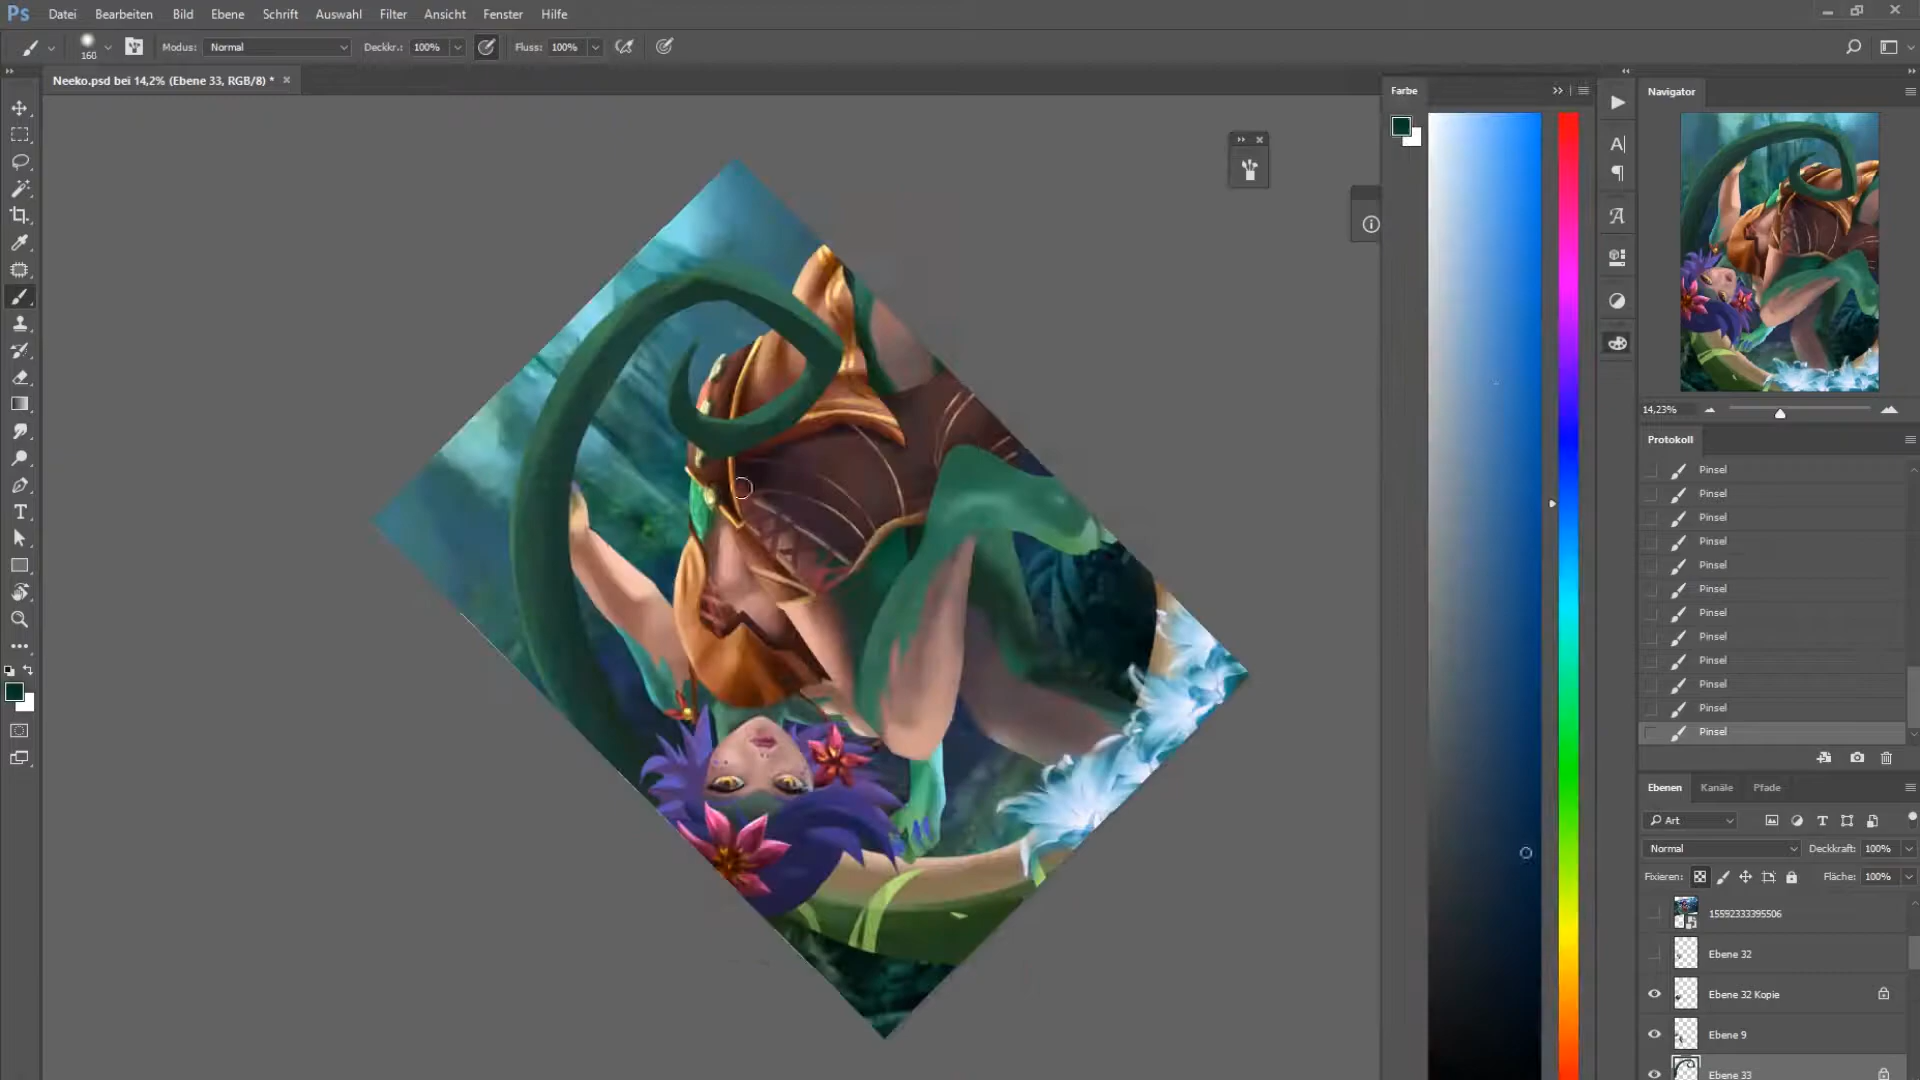 Ps Datei Bearbeiten Bild Ebene Schrift Auswahl Filter Ansicht Fenster Hilfe
160 Modus: Normal Deckkr.: 100% Fluss: 100%
Neeko.psd bei 14,2% (Ebene 33, RGB/8) *
Farbe
Navigator
14,23%
Protokoll
Pinsel
Pinsel
Pinsel
Pinsel
Pinsel
Pinsel
Pinsel
Pinsel
Pinsel
Pinsel
Pinsel
Pinsel
Ebenen Kanäle Pfade
Art
Normal Deckkraft: 100%
Fixieren: Fläche: 100%
15592333395506
Ebene 32
Ebene 32 Kopie
Ebene 9
Ebene 33